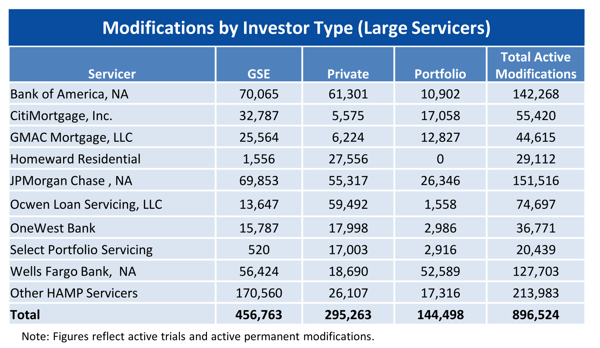 Modifications by Investor Type (Large Servicers)
Servicer GSE Private Portfolio Total Active Modifications
Bank of America, NA 70,065 61,301 10,902 142,268
CitiMortgage, Inc. 32,787 5,575 17,058 55,420
GMAC Mortgage, LLC 25,564 6,224 12,827 44,615
Homeward Residential 1,556 27,556 0 29,112
JPMorgan Chase , NA 69,853 55,317 26,346 151,516
Ocwen Loan Servicing, LLC 13,647 59,492 1,558 74,697
OneWest Bank 15,787 17,998 2,986 36,771
Select Portfolio Servicing 520 17,003 2,916 20,439
Wells Fargo Bank, NA 56,424 18,690 52,589 127,703
Other HAMP Servicers 170,560 26,107 17,316 213,983
Total 456,763 295,263 144,498 896,524
Note: Figures reflect active trials and active permanent modifications.